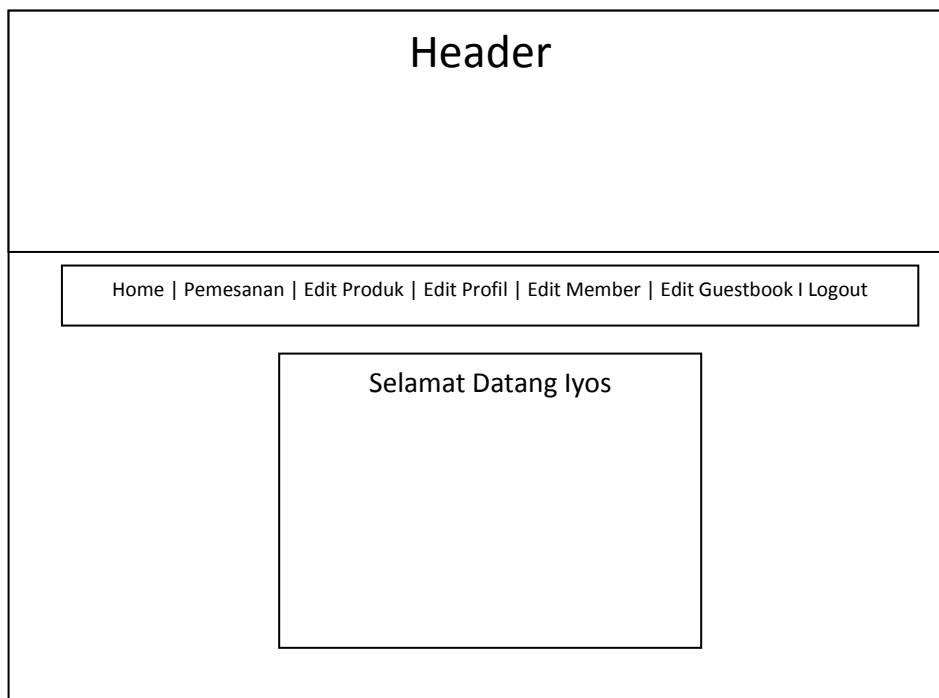 Header
Home | Pemesanan | Edit Produk | Edit Profil | Edit Member | Edit Guestbook I Logout
Selamat Datang Iyos